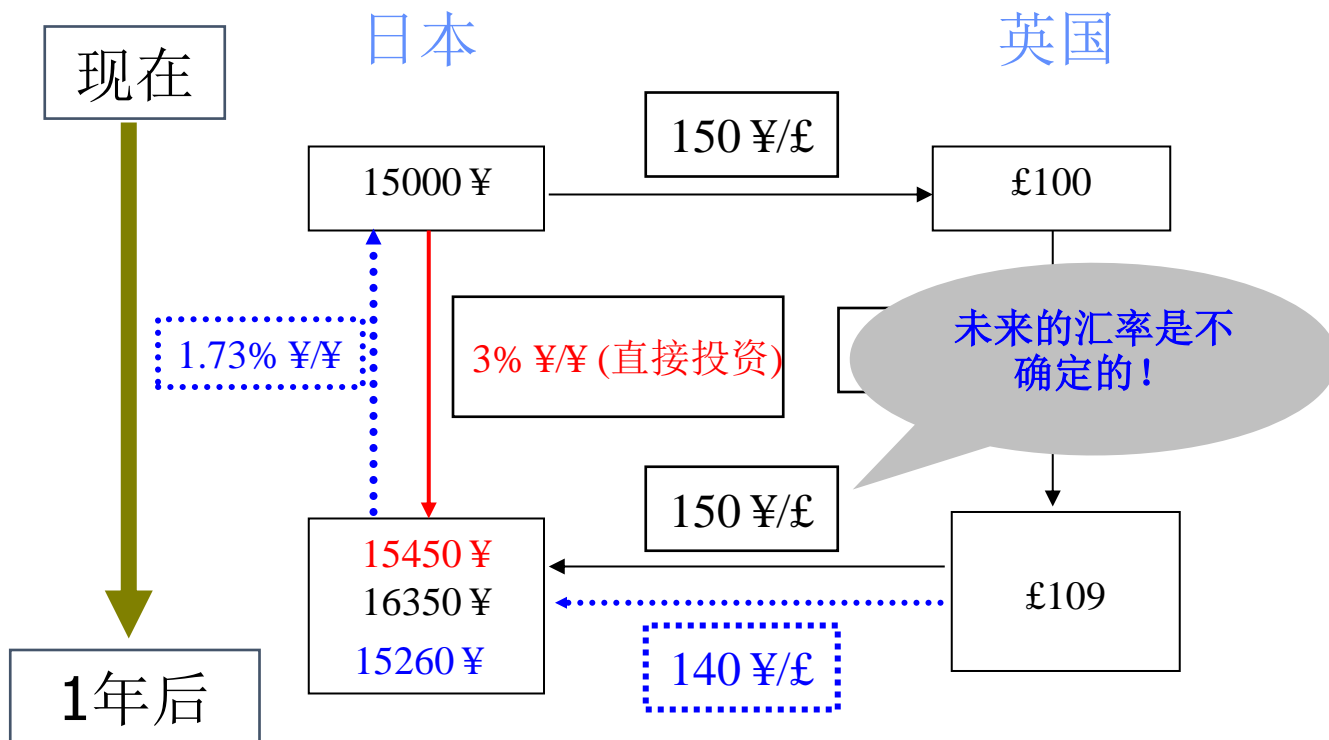 日本
英国
现在
150 ¥/£
15000 ¥
£100
1.73% ¥/¥
3% ¥/¥ (直接投资)
未来的汇率是不
确定的!
150 ¥/£
15450 ¥
16350 ¥
15260 ¥
£109
140 ¥/£
1年后